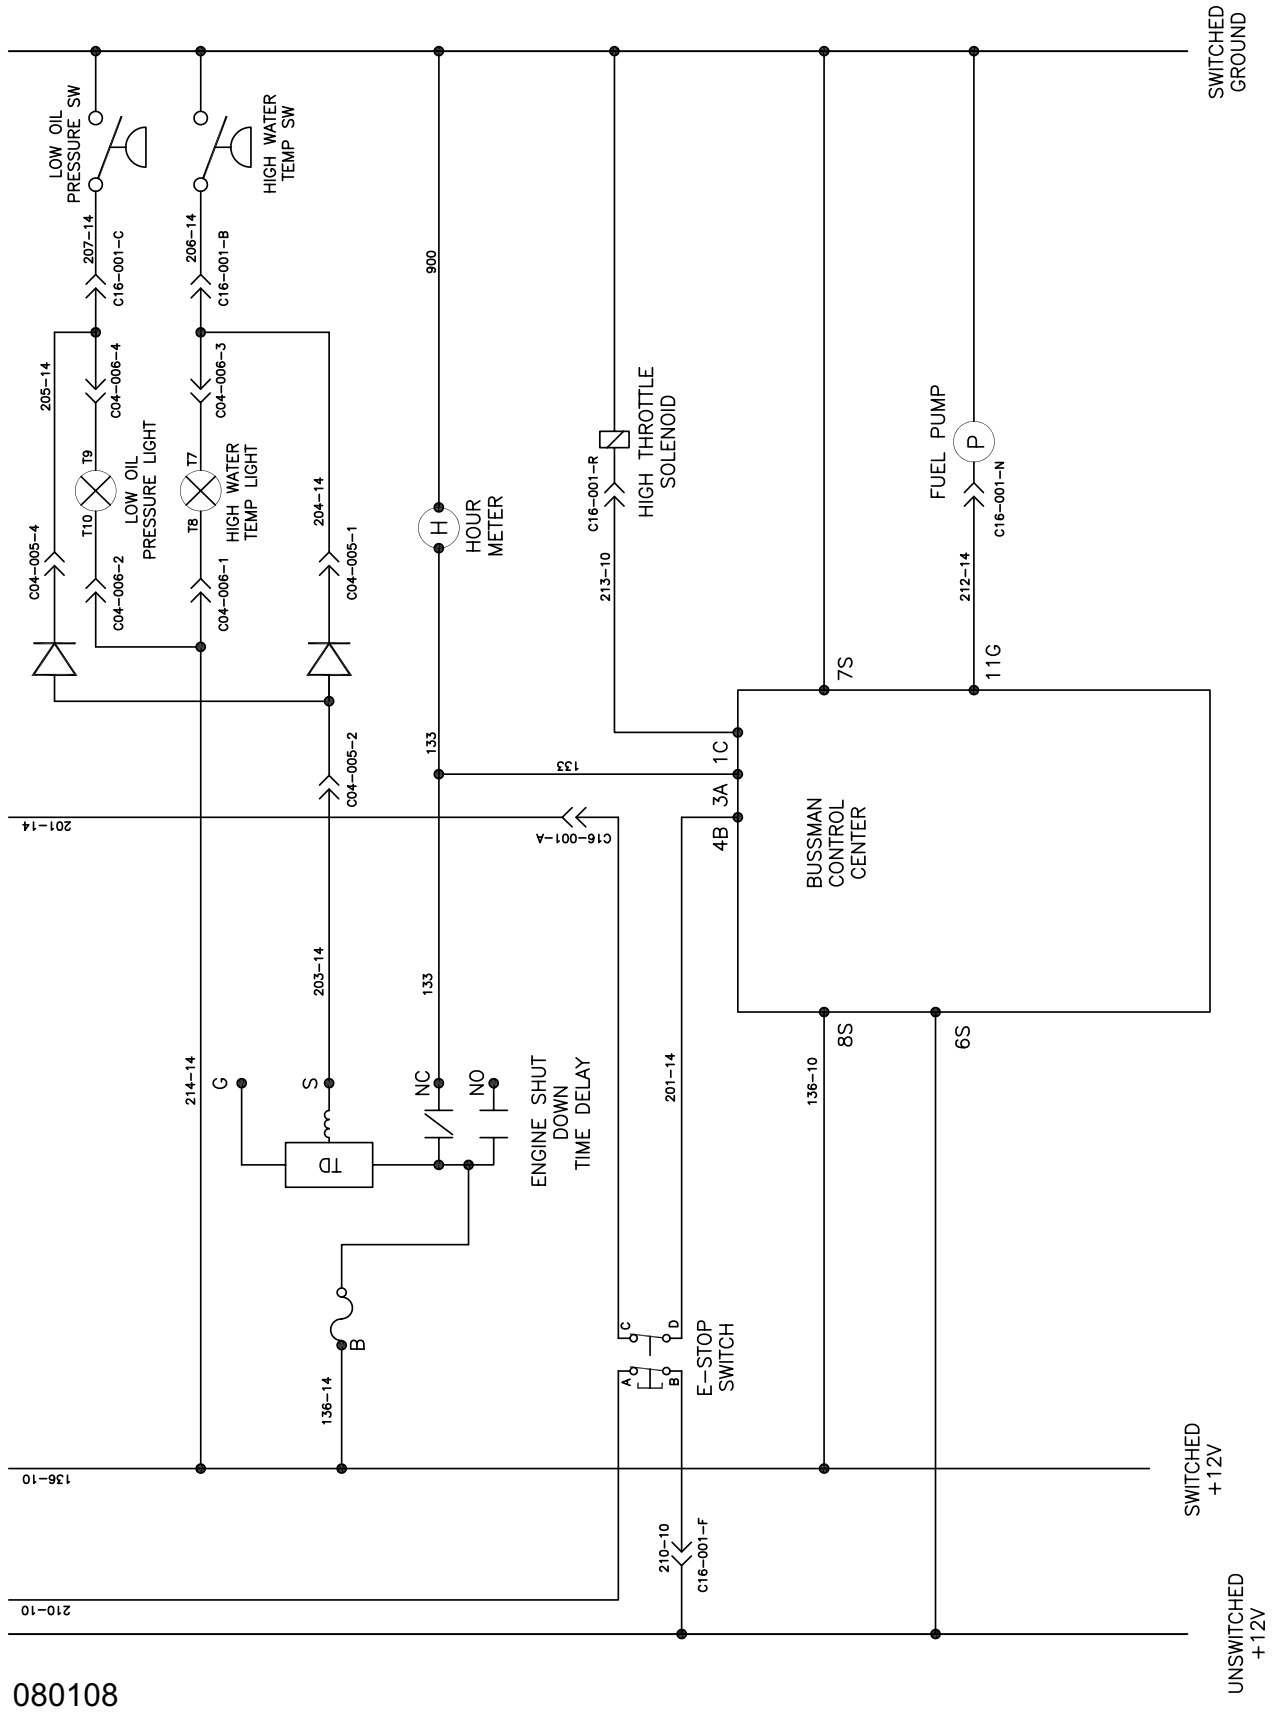 SWITCHED
GROUND
LOW OIL
PRESSURE SW
HIGH WATER
TEMP SW
207-14
C16-001-C
206-14
C16-001-B
900
205-14
C04-006-4
C04-006-3
T9
T10
LOW OIL
PRESSURE LIGHT
T7
T8
HIGH WATER
TEMP LIGHT
C04-005-4
C04-006-2
C04-006-1
204-14
C04-005-1
H
HOUR
METER
C16-001-R
HIGH THROTTLE
SOLENOID
213-10
FUEL PUMP
P
C16-001-N
212-14
7S
11G
C04-005-2
133
133
1C
3A
4B
201-14
C16-001-A
BUSSMAN
CONTROL
CENTER
203-14
133
214-14
G
S
NC
NO
TD
ENGINE SHUT
DOWN
TIME DELAY
201-14
136-10
8S
6S
B
136-14
C
D
A
B
E-STOP
SWITCH
136-10
SWITCHED
+12V
210-10
C16-001-F
210-10
UNSWITCHED
+12V
080108